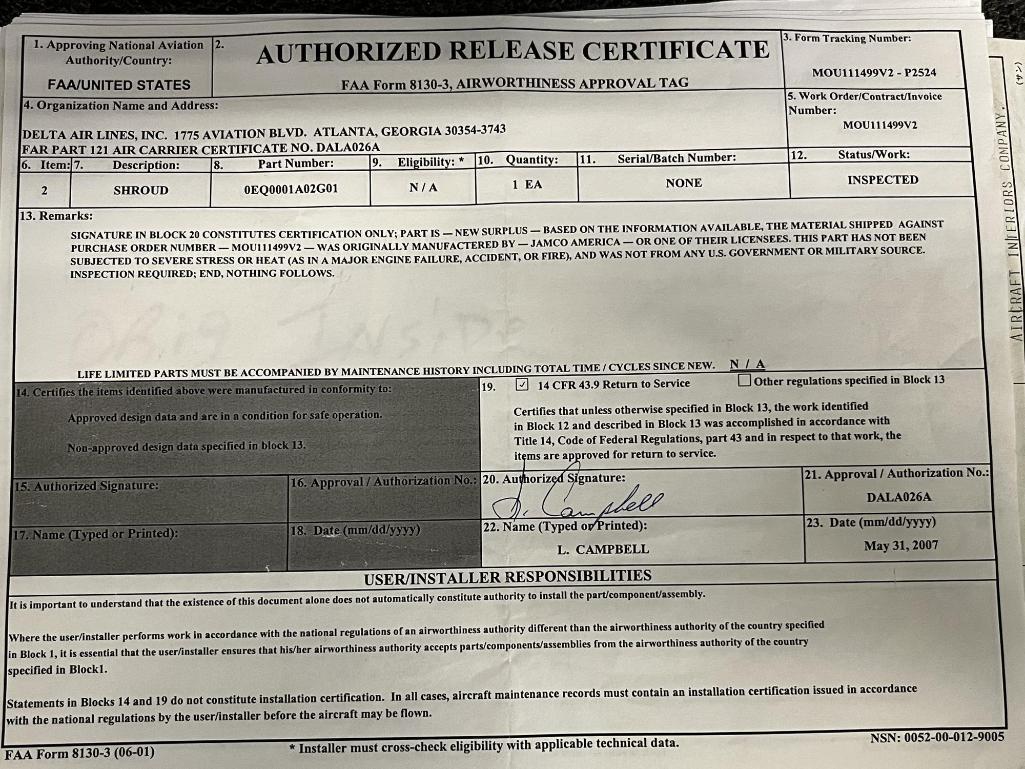 1. Approving National Aviation Authority/Country:
FAA/UNITED STATES
2.
AUTHORIZED RELEASE CERTIFICATE
FAA Form 8130-3, AIRWORTHINESS APPROVAL TAG
3. Form Tracking Number:
MOU111499V2 - P2524
4. Organization Name and Address:
DELTA AIR LINES, INC. 1775 AVIATION BLVD. ATLANTA, GEORGIA 30354-3743
FAR PART 121 AIR CARRIER CERTIFICATE NO. DALA026A
5. Work Order/Contract/Invoice
Number:
MOU111499V2
6. Item: 7. Description: 8. Part Number: 9. Eligibility: * 10. Quantity: 11. Serial/Batch Number: 12. Status/Work:
2 SHROUD 0EQ0001A02G01 N / A 1 EA NONE INSPECTED
13. Remarks:
SIGNATURE IN BLOCK 20 CONSTITUTES CERTIFICATION ONLY; PART IS — NEW SURPLUS — BASED ON THE INFORMATION AVAILABLE, THE MATERIAL SHIPPED AGAINST
PURCHASE ORDER NUMBER — MOU111499V2 — WAS ORIGINALLY MANUFACTURED BY — JAMCO AMERICA — OR ONE OF THEIR LICENSEES. THIS PART HAS NOT BEEN
SUBJECTED TO SEVERE STRESS OR HEAT (AS IN A MAJOR ENGINE FAILURE, ACCIDENT, OR FIRE), AND WAS NOT FROM ANY U.S. GOVERNMENT OR MILITARY SOURCE.
INSPECTION REQUIRED; END, NOTHING FOLLOWS.
ORig INSiDE
LIFE LIMITED PARTS MUST BE ACCOMPANIED BY MAINTENANCE HISTORY INCLUDING TOTAL TIME / CYCLES SINCE NEW. N / A
14. Certifies the items identified above were manufactured in conformity to:
Approved design data and are in a condition for safe operation.
Non-approved design data specified in block 13.
19. ☑ 14 CFR 43.9 Return to Service ☐ Other regulations specified in Block 13
Certifies that unless otherwise specified in Block 13, the work identified
in Block 12 and described in Block 13 was accomplished in accordance with
Title 14, Code of Federal Regulations, part 43 and in respect to that work, the
items are approved for return to service.
15. Authorized Signature:
16. Approval / Authorization No.:
20. Authorized Signature:
L. Campbell
21. Approval / Authorization No.:
DALA026A
17. Name (Typed or Printed):
18. Date (mm/dd/yyyy)
22. Name (Typed or Printed):
L. CAMPBELL
23. Date (mm/dd/yyyy)
May 31, 2007
USER/INSTALLER RESPONSIBILITIES
It is important to understand that the existence of this document alone does not automatically constitute authority to install the part/component/assembly.
Where the user/installer performs work in accordance with the national regulations of an airworthiness authority different than the airworthiness authority of the country specified
in Block 1, it is essential that the user/installer ensures that his/her airworthiness authority accepts parts/components/assemblies from the airworthiness authority of the country
specified in Block1.
Statements in Blocks 14 and 19 do not constitute installation certification. In all cases, aircraft maintenance records must contain an installation certification issued in accordance
with the national regulations by the user/installer before the aircraft may be flown.
FAA Form 8130-3 (06-01)
* Installer must cross-check eligibility with applicable technical data.
NSN: 0052-00-012-9005
AIRCRAFT INTERIORS COMPANY.